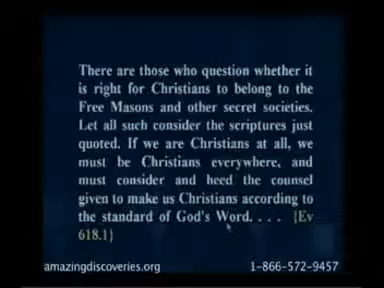 There are those who question whether it
is right for Christians to belong to the
Free Masons and other secret societies.
Let all such consider the scriptures just
quoted. If we are Christians at all, we
must be Christians everywhere, and
must consider and heed the counsel
given to make us Christians according to
the standard of God's Word. . . . {Ev
618.1}
amazingdiscoveries.org 1-866-572-9457